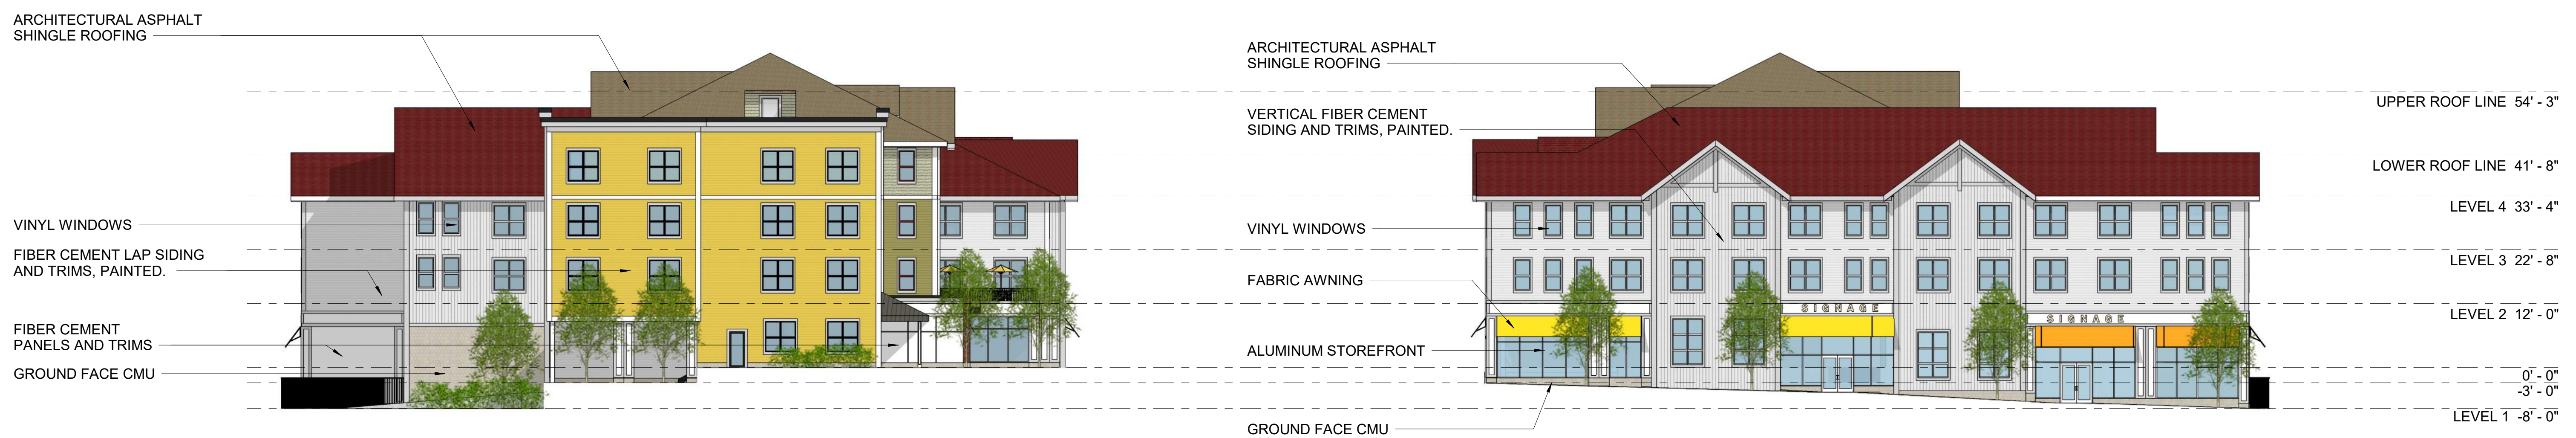 ARCHITECTURAL ASPHALT
SHINGLE ROOFING
VINYL WINDOWS
FIBER CEMENT LAP SIDING
AND TRIMS, PAINTED.
FIBER CEMENT
PANELS AND TRIMS
GROUND FACE CMU
ARCHITECTURAL ASPHALT
SHINGLE ROOFING
VERTICAL FIBER CEMENT
SIDING AND TRIMS, PAINTED.
VINYL WINDOWS
FABRIC AWNING
ALUMINUM STOREFRONT
GROUND FACE CMU
SIGNAGE
SIGNAGE
UPPER ROOF LINE 54' - 3"
LOWER ROOF LINE 41' - 8"
LEVEL 4 33' - 4"
LEVEL 3 22' - 8"
LEVEL 2 12' - 0"
0' - 0"
-3' - 0"
LEVEL 1 -8' - 0"